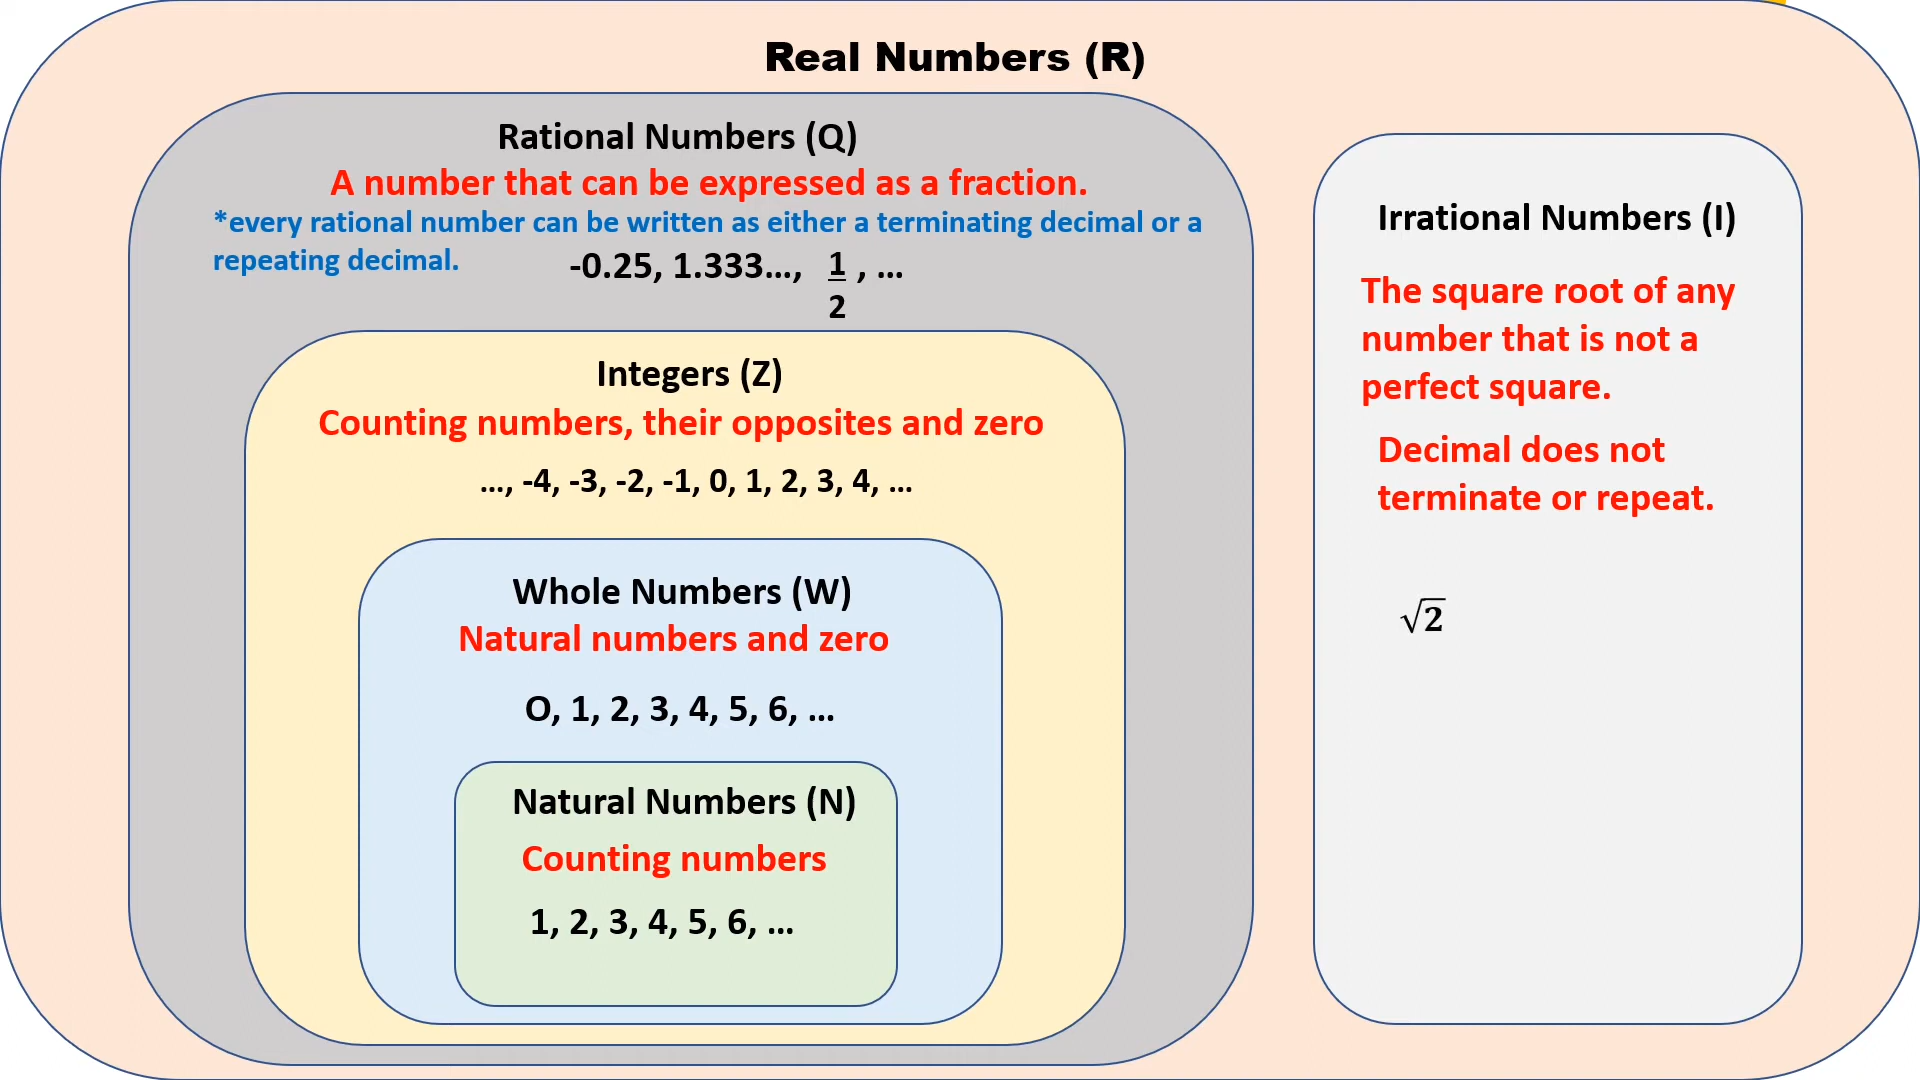 Real Numbers (R)
Rational Numbers (Q)
A number that can be expressed as a fraction.
*every rational number can be written as either a terminating decimal or a
repeating decimal.
-0.25, 1.333..., 1/2 , ...
Integers (Z)
Counting numbers, their opposites and zero
..., -4, -3, -2, -1, 0, 1, 2, 3, 4, ...
Whole Numbers (W)
Natural numbers and zero
O, 1, 2, 3, 4, 5, 6, ...
Natural Numbers (N)
Counting numbers
1, 2, 3, 4, 5, 6, ...
Irrational Numbers (I)
The square root of any
number that is not a
perfect square.
Decimal does not
terminate or repeat.
√2